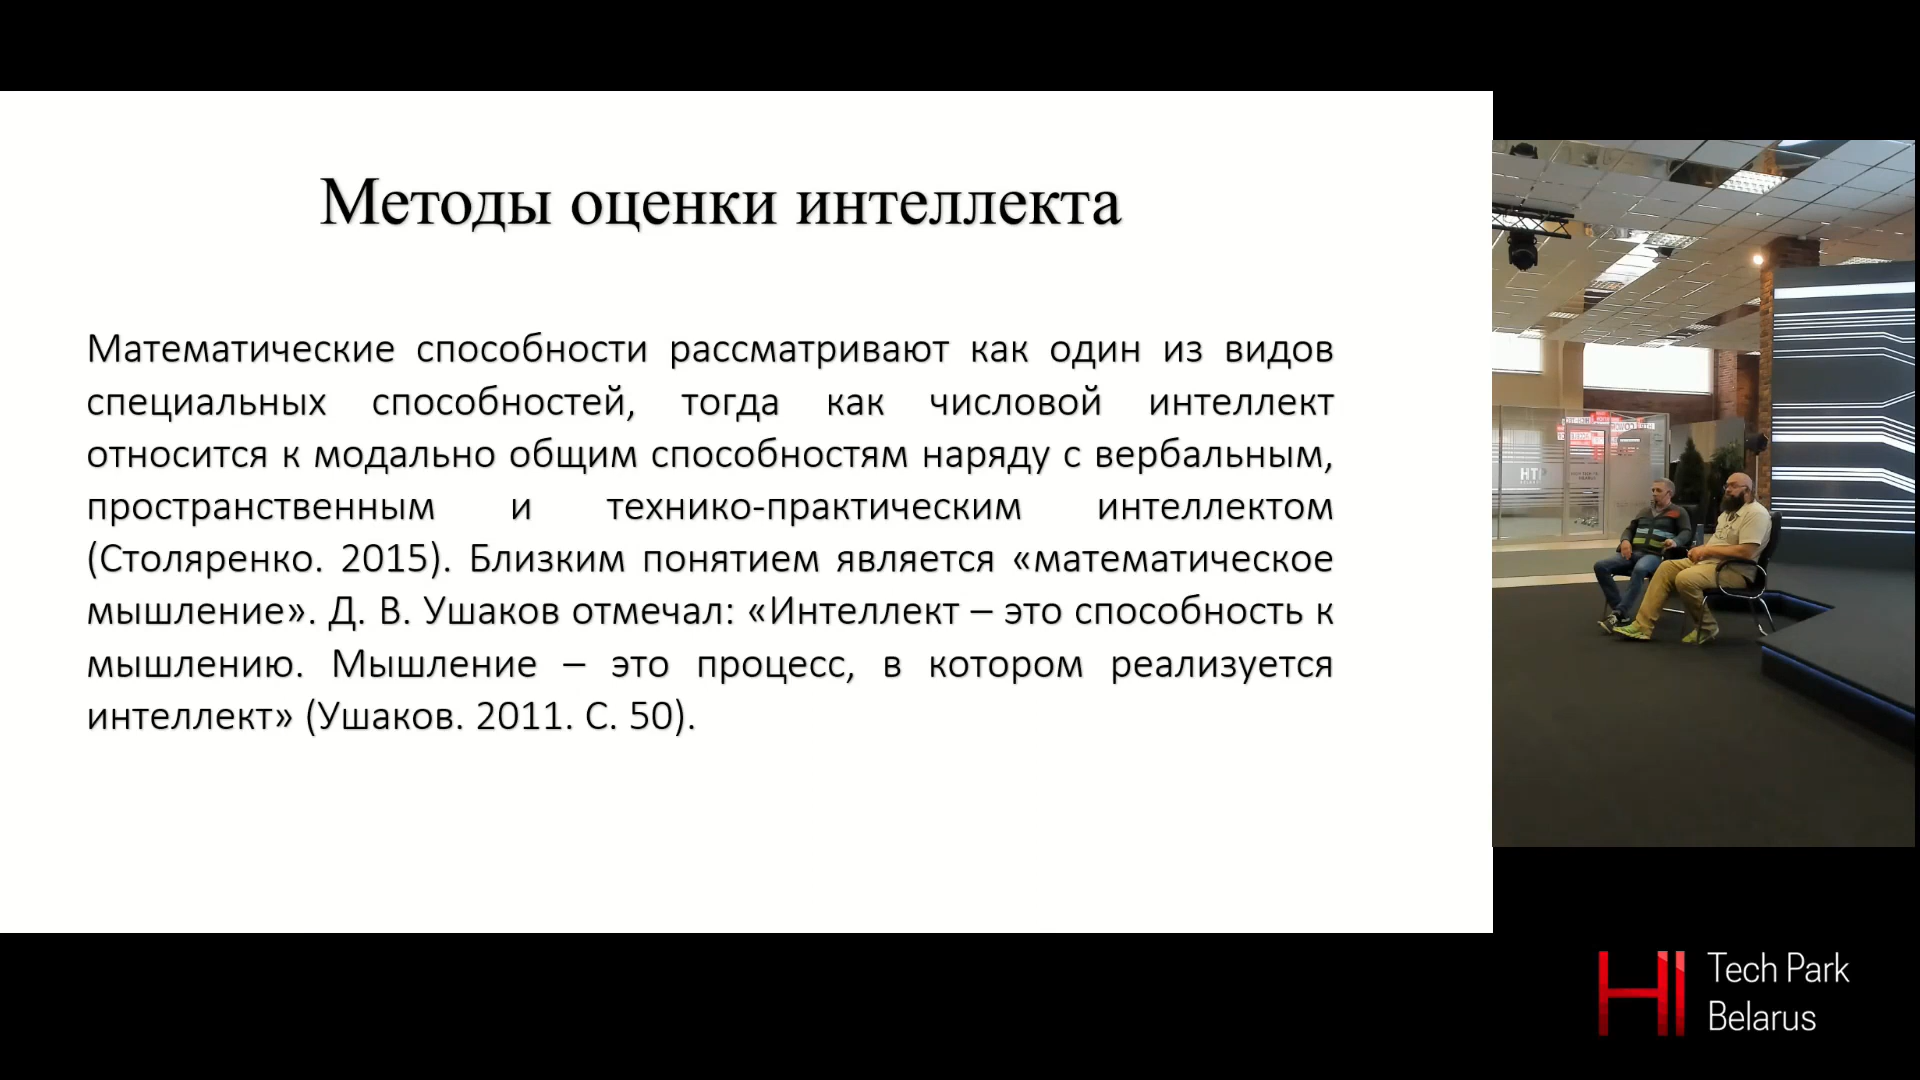 Методы оценки интеллекта
Математические способности рассматривают как один из видов
специальных способностей, тогда как числовой интеллект
относится к модально общим способностям наряду с вербальным,
пространственным и технико-практическим интеллектом
(Столяренко. 2015). Близким понятием является «математическое
мышление». Д. В. Ушаков отмечал: «Интеллект – это способность к
мышлению. Мышление – это процесс, в котором реализуется
интеллект» (Ушаков. 2011. С. 50).
HTP
Tech Park
Belarus